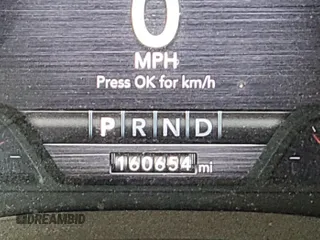 0
MPH
Press OK for km/h
P R N D
160654 mi
DREAMBID